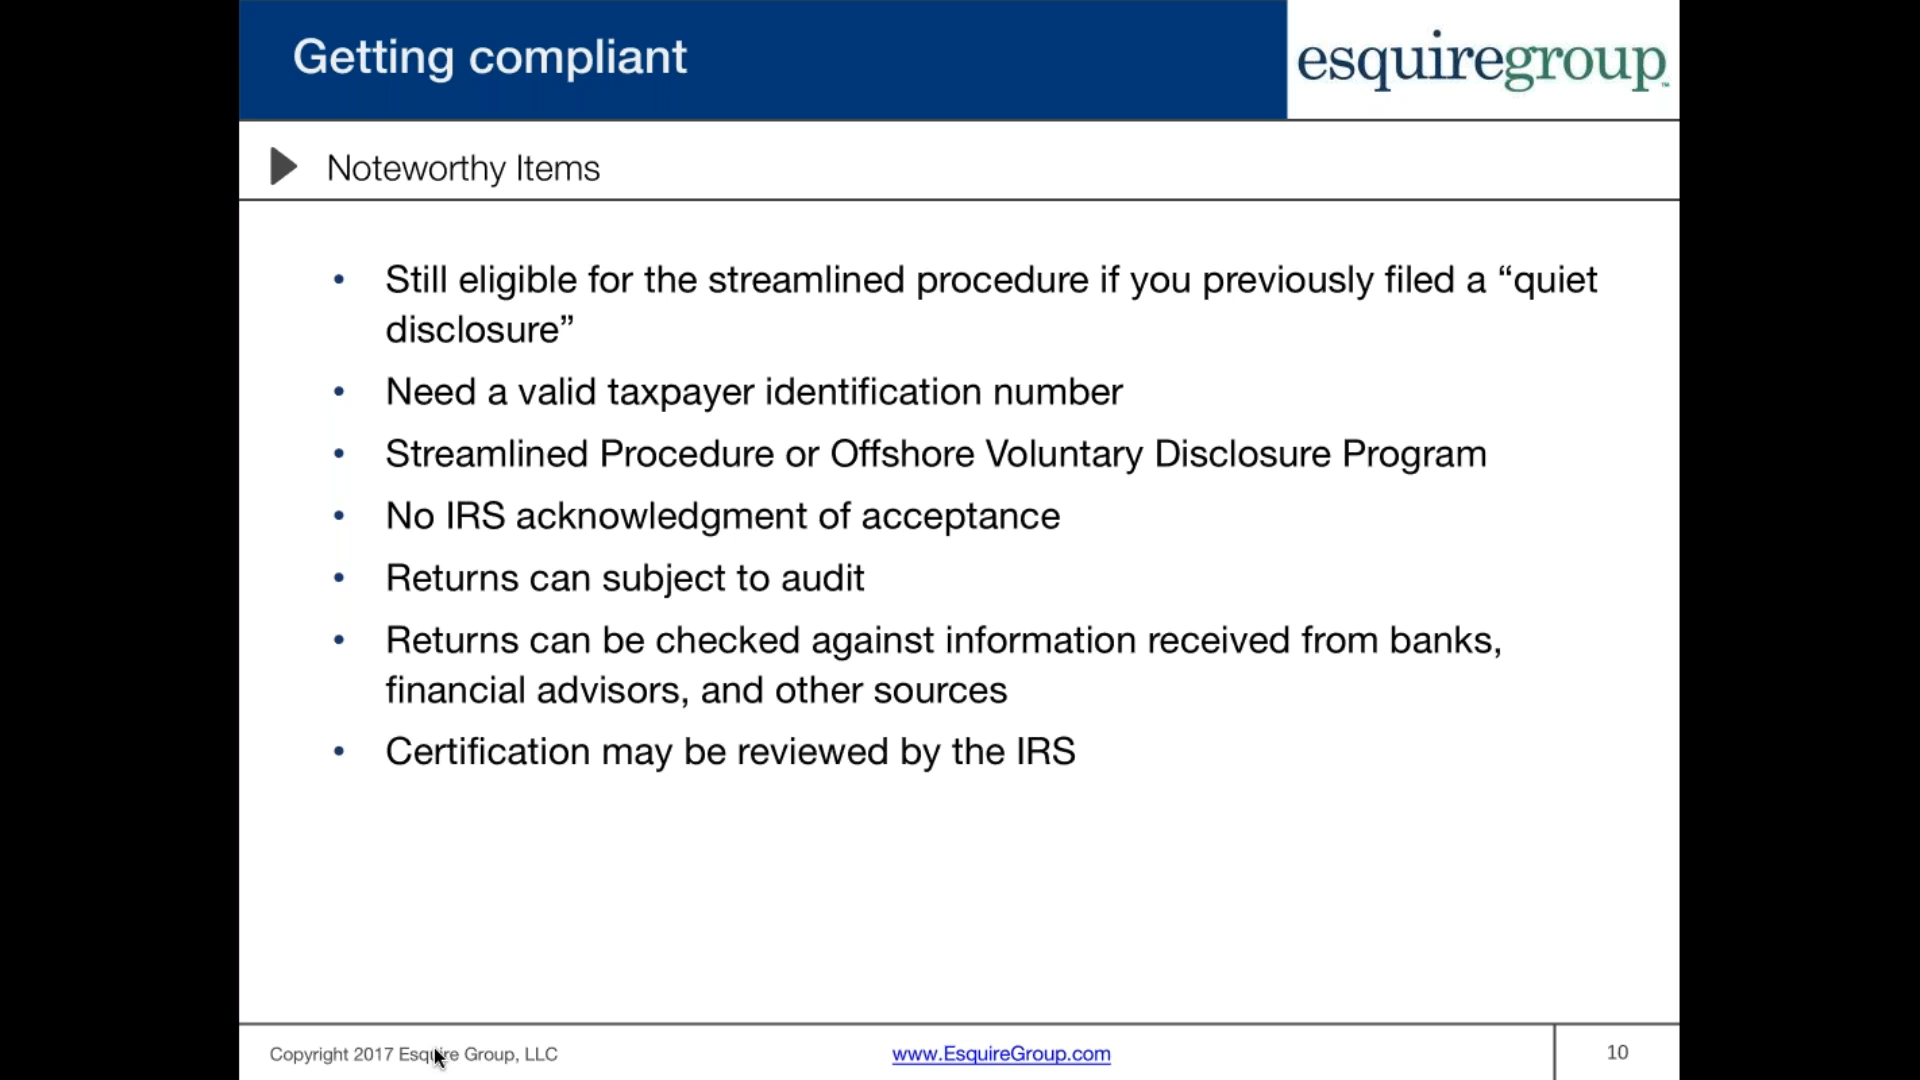 Getting compliant
esquiregroup™
Noteworthy Items
• Still eligible for the streamlined procedure if you previously filed a “quiet
disclosure”
• Need a valid taxpayer identification number
• Streamlined Procedure or Offshore Voluntary Disclosure Program
• No IRS acknowledgment of acceptance
• Returns can subject to audit
• Returns can be checked against information received from banks,
financial advisors, and other sources
• Certification may be reviewed by the IRS
Copyright 2017 Esquire Group, LLC
www.EsquireGroup.com
10